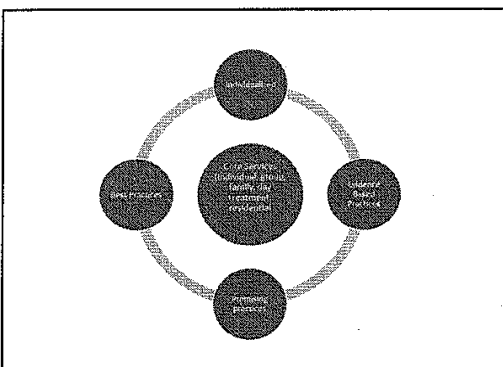 Individualized
Core Services
(individual, group,
family, day
treatment,
residential
Best Practices
Evidence
Based
Practices
Promising
practices